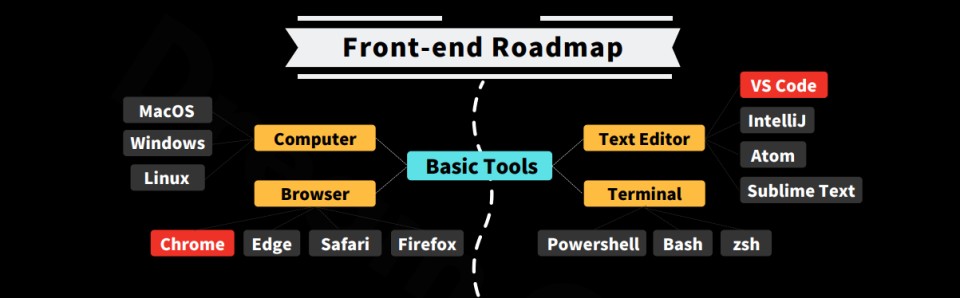 Front-end Roadmap
VS Code
MacOS
IntelliJ
Computer
Text Editor
Windows
Atom
Basic Tools
Linux
Browser
Terminal
Sublime Text
Chrome
Edge
Safari
Firefox
Powershell
Bash
zsh